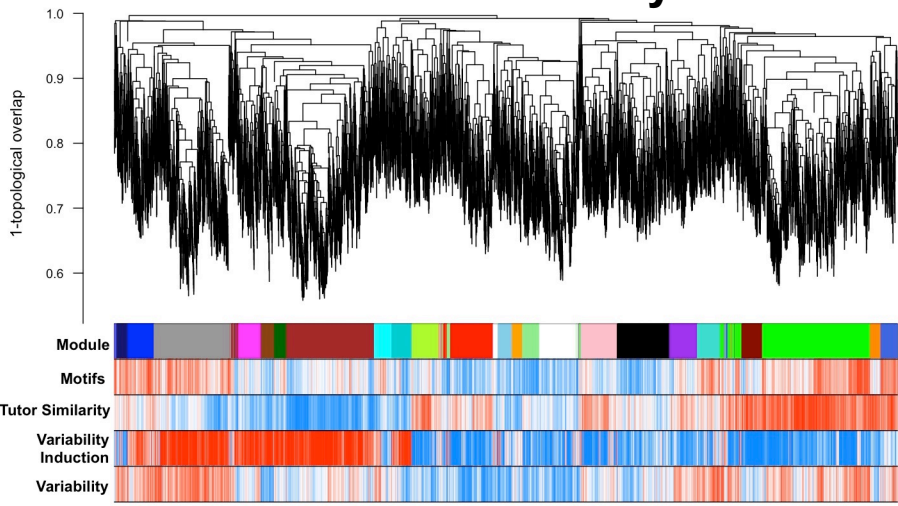 y
1.0
0.9
0.8
0.7
0.6
1-topological overlap
Module
Motifs
Tutor Similarity
Variability
Induction
Variability